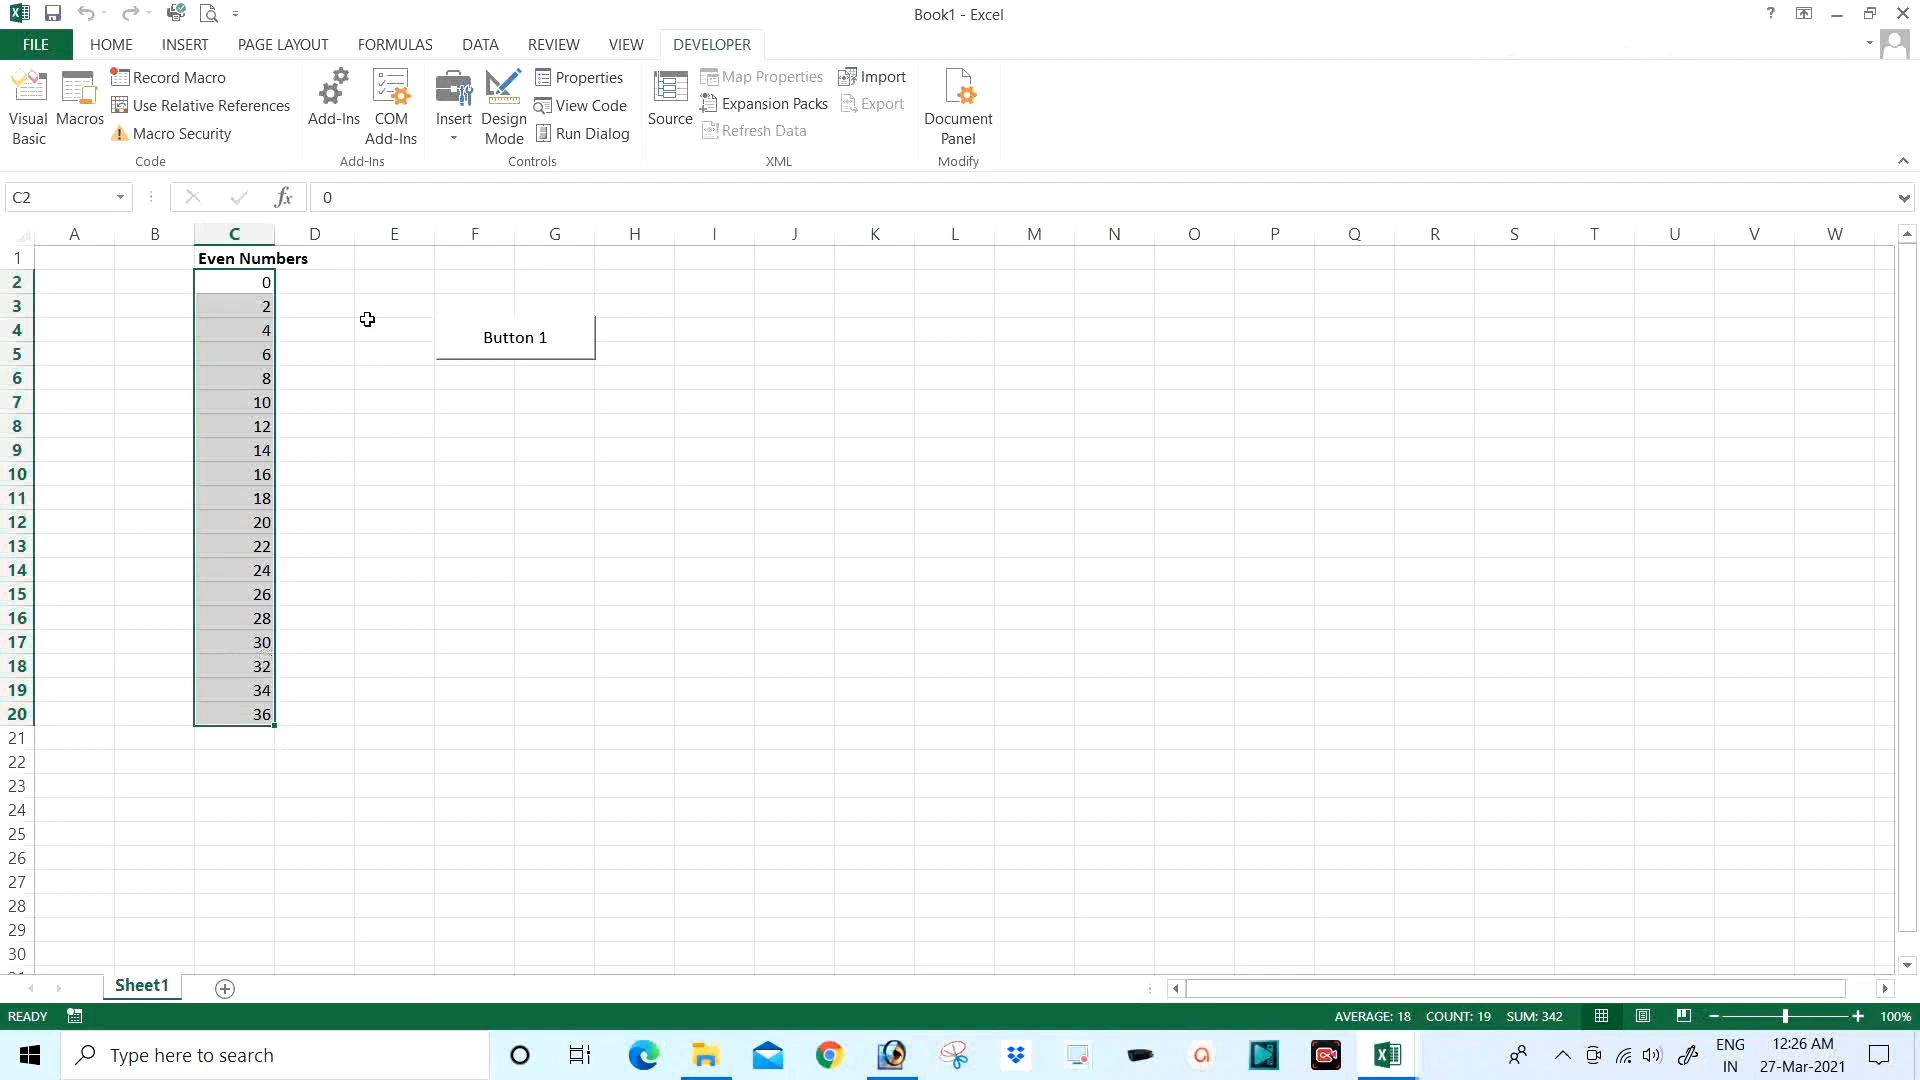 Book1 - Excel
FILE HOME INSERT PAGE LAYOUT FORMULAS DATA REVIEW VIEW DEVELOPER
Visual Basic
Macros
Record Macro
Use Relative References
Macro Security
Code
Add-Ins
COM Add-Ins
Add-Ins
Insert
Design Mode
Properties
View Code
Run Dialog
Controls
Source
Map Properties
Expansion Packs
Refresh Data
Import
Export
XML
Document Panel
Modify
C2 fx 0
A B C D E F G H I J K L M N O P Q R S T U V W
1 Even Numbers
2 0
3 2
4 4
5 6
6 8
7 10
8 12
9 14
10 16
11 18
12 20
13 22
14 24
15 26
16 28
17 30
18 32
19 34
20 36
21
22
23
24
25
26
27
28
29
30
Button 1
Sheet1
READY AVERAGE: 18 COUNT: 19 SUM: 342 100%
Type here to search
ENG
IN
12:26 AM
27-Mar-2021